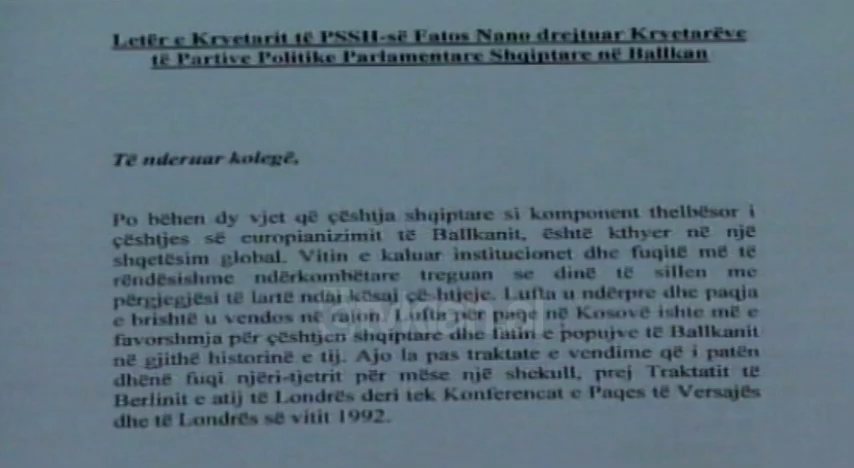 Letër e Kryetarit të PSSH-së Fatos Nano drejtuar Kryetarëve
të Partive Politike Parlamentare Shqiptare në Ballkan
Të nderuar kolegë,
Po bëhen dy vjet që çështja shqiptare si komponent thelbësor i
çështjes së europianizimit të Ballkanit, është kthyer në një
shqetësim global. Vitin e kaluar institucionet dhe fuqitë më të
rëndësishme ndërkombëtare treguan se dinë të sillen me
përgjegjësi të lartë ndaj kësaj çështjeje. Lufta u ndërpre dhe paqja
e brishtë u vendos në rajon. Lufta për paqe në Kosovë ishte më e
favorshmja për çështjen shqiptare dhe fatin e popujve të Ballkanit
në gjithë historinë e tij. Ajo la pas traktate e vendime që i patën
dhënë fuqi njëri-tjetrit për mëse një shekull, prej Traktatit të
Berlinit e atij të Londrës deri tek Konferencat e Paqes të Versajës
dhe të Londrës së vitit 1992.